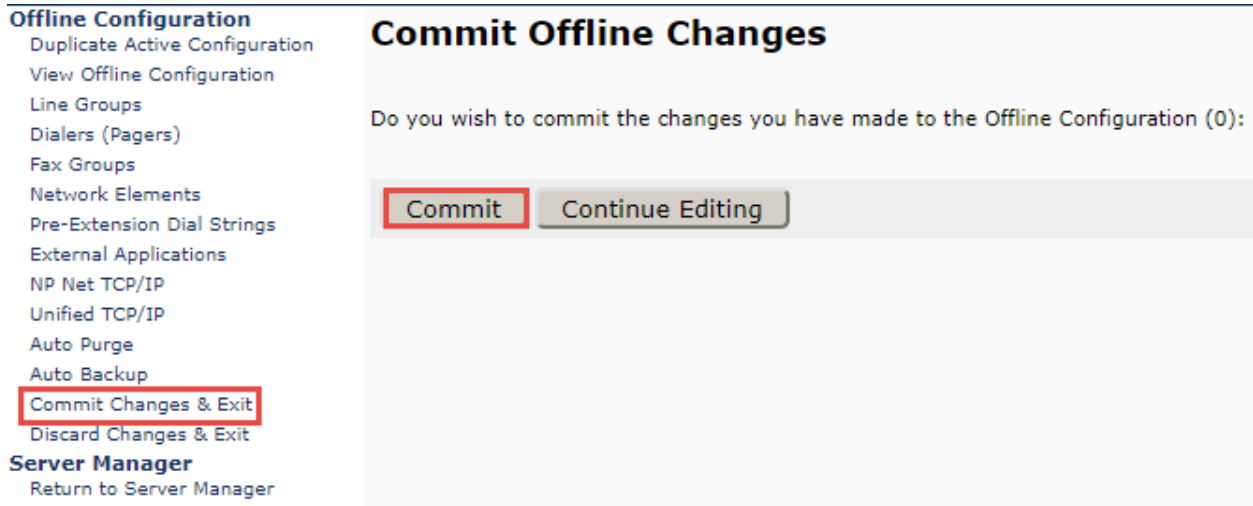 Offline Configuration
Duplicate Active Configuration
View Offline Configuration
Line Groups
Dialers (Pagers)
Fax Groups
Network Elements
Pre-Extension Dial Strings
External Applications
NP Net TCP/IP
Unified TCP/IP
Auto Purge
Auto Backup
Commit Changes & Exit
Discard Changes & Exit
Server Manager
Return to Server Manager
Commit Offline Changes
Do you wish to commit the changes you have made to the Offline Configuration (0):
Commit Continue Editing